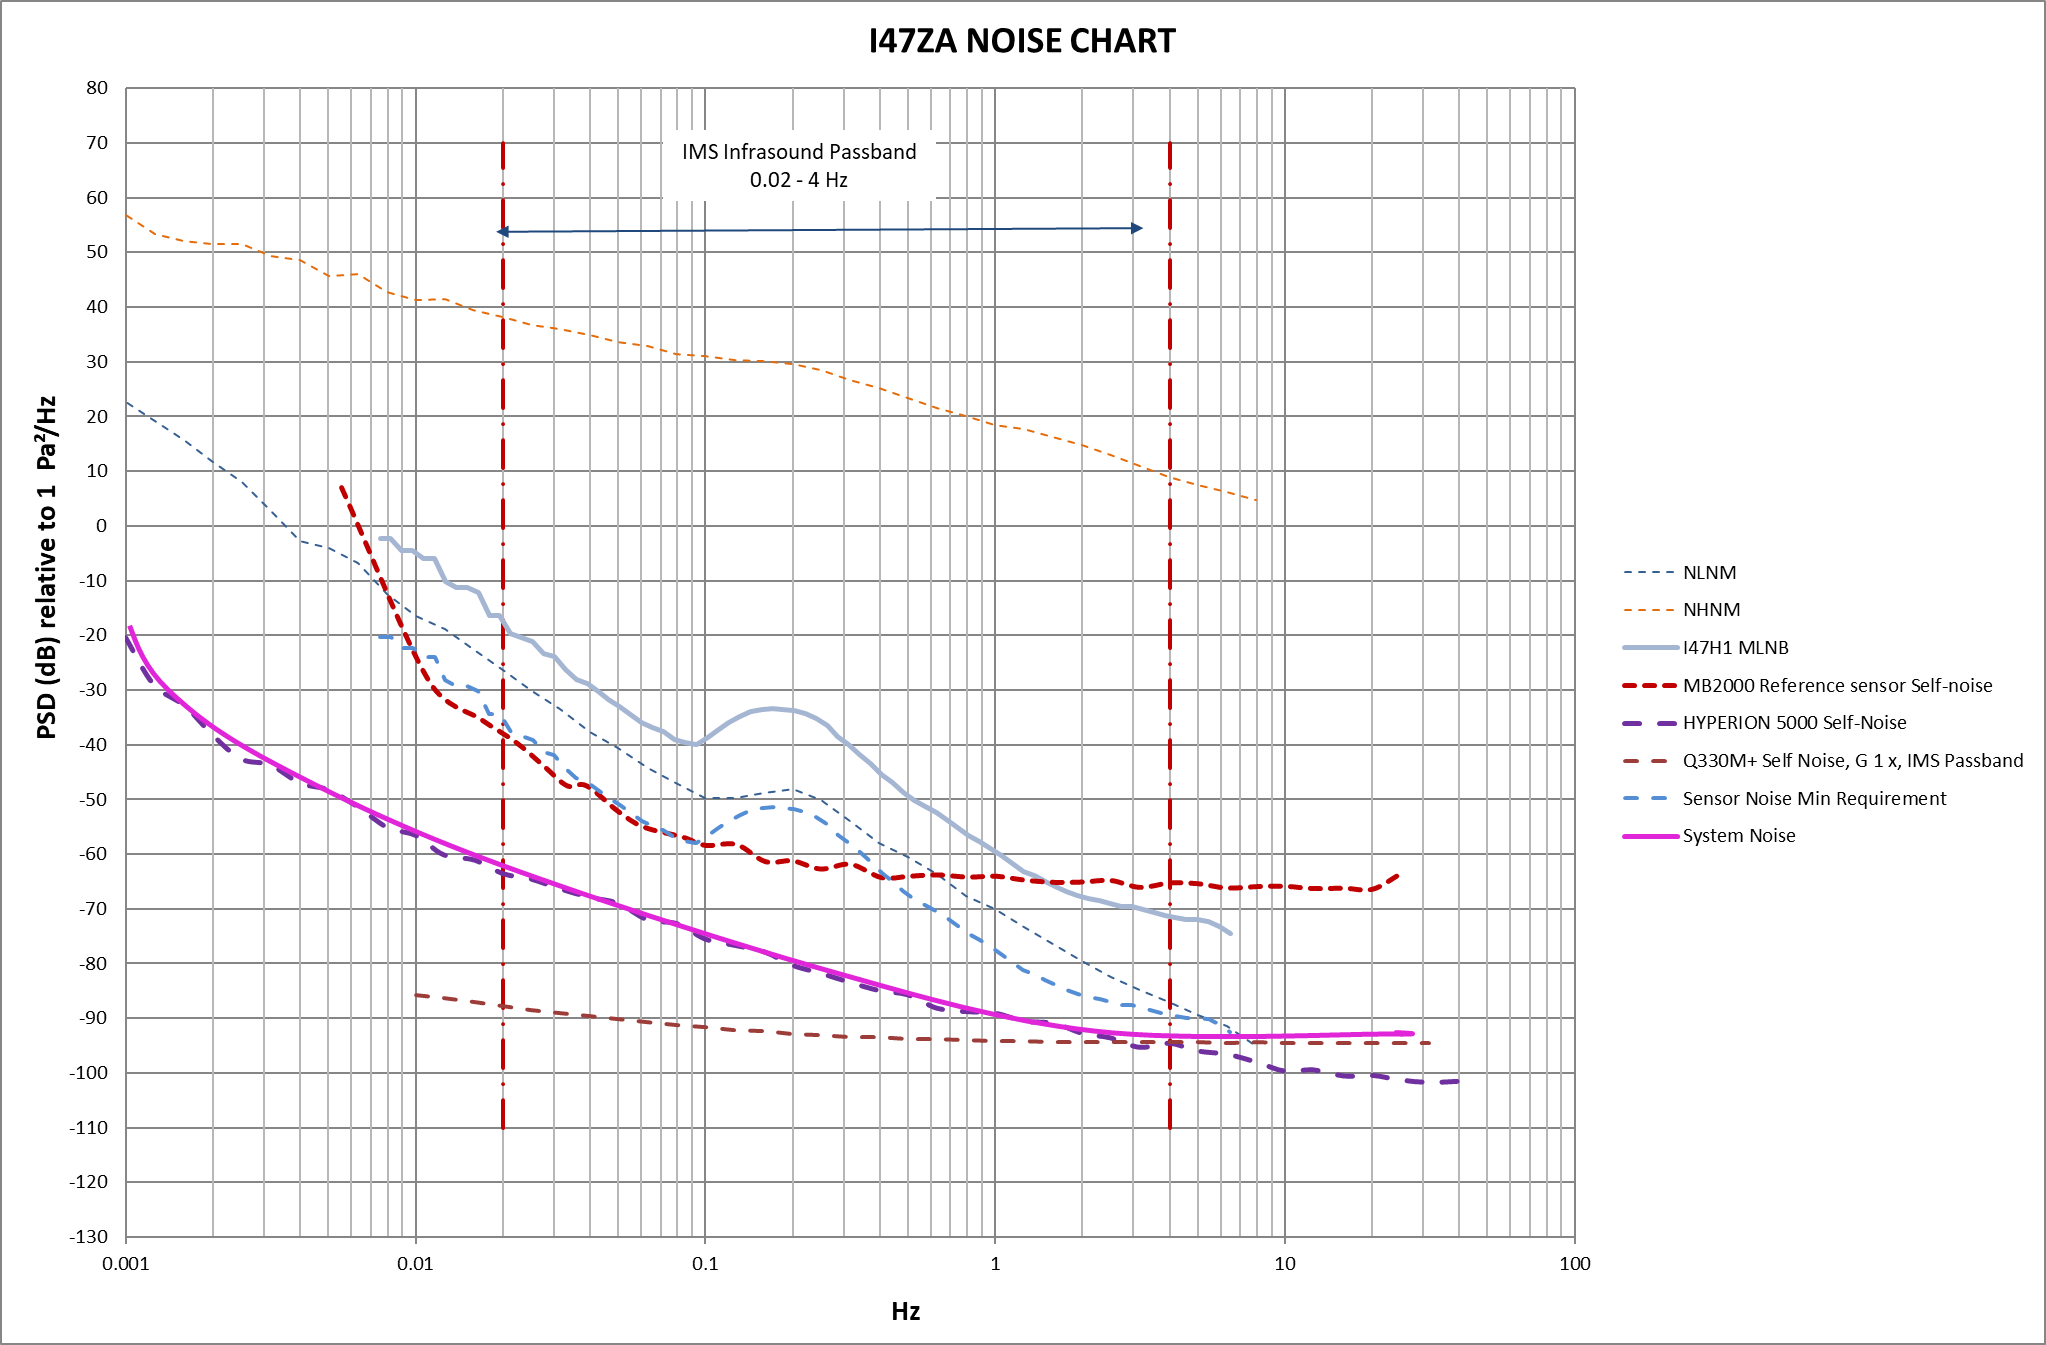 I47ZA NOISE CHART
80
70
60
50
40
30
20
10
0
-10
-20
-30
-40
-50
-60
-70
-80
-90
-100
-110
-120
-130
PSD (dB) relative to 1 Pa²/Hz
IMS Infrasound Passband
0.02 - 4 Hz
0.001
0.01
0.1
1
10
100
Hz
NLNM
NHNM
I47H1 MLNB
MB2000 Reference sensor Self-noise
HYPERION 5000 Self-Noise
Q330M+ Self Noise, G 1 x, IMS Passband
Sensor Noise Min Requirement
System Noise